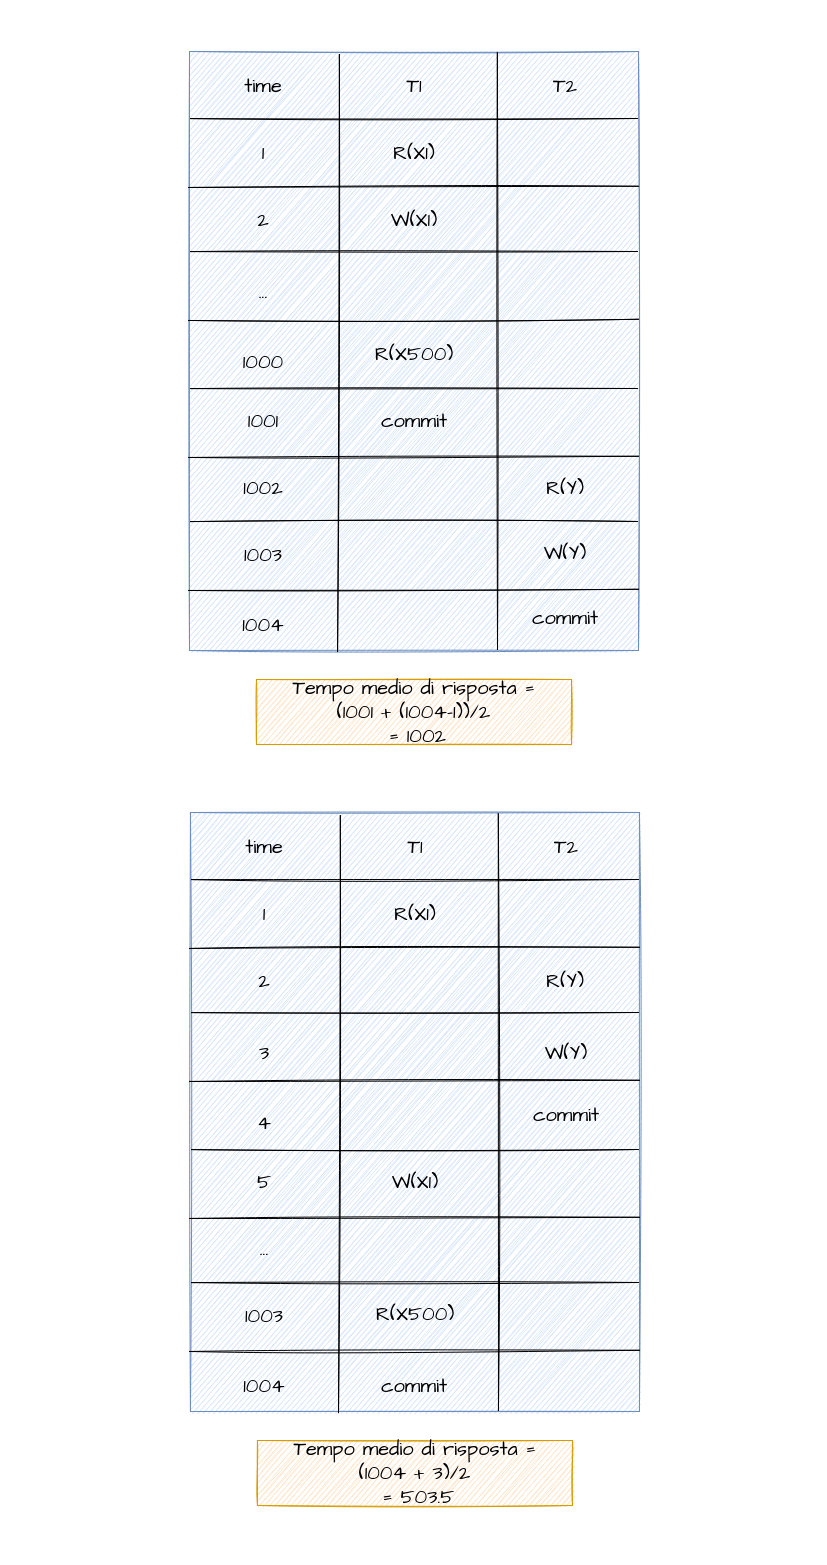 time T1 T2
1 R(X1)
2 W(X1)
...
1000 R(X500)
1001 commit
1002 R(Y)
1003 W(Y)
1004 commit
Tempo medio di risposta =
(1001 + (1004-1))/2
= 1002
time T1 T2
1 R(X1)
2 R(Y)
3 W(Y)
4 commit
5 W(X1)
...
1003 R(X500)
1004 commit
Tempo medio di risposta =
(1004 + 3)/2
= 503.5